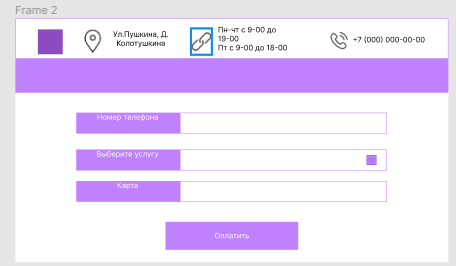 Frame 2
Ул.Пушкина, Д.
Колотушкина
Пн-чт с 9-00 до
19-00
Пт с 9-00 до 18-00
+7 (000) 000-00-00
Номер телефона
Выберите услугу
Карта
Оплатить